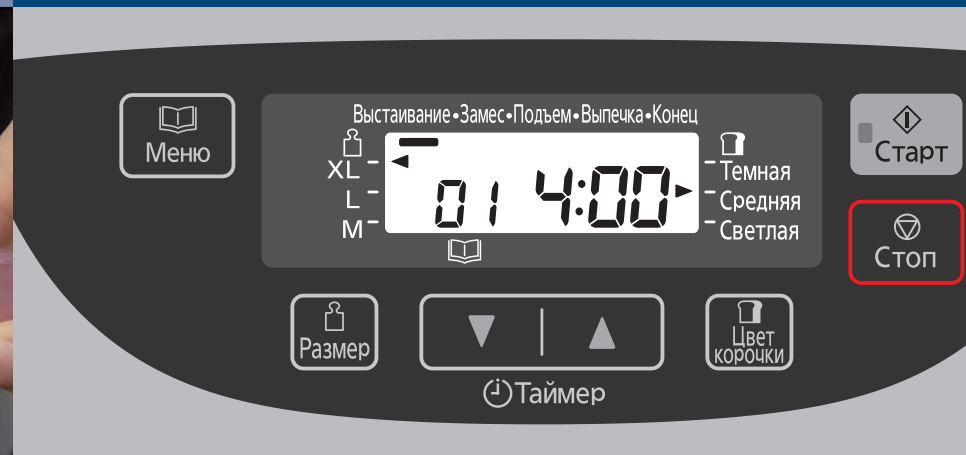 Выстаивание•Замес•Подъем•Выпечка•Конец
Меню
Старт
XL
Темная
L
01 4:00
Средняя
M
Светлая
Стоп
Размер
Цвет
корочки
Таймер